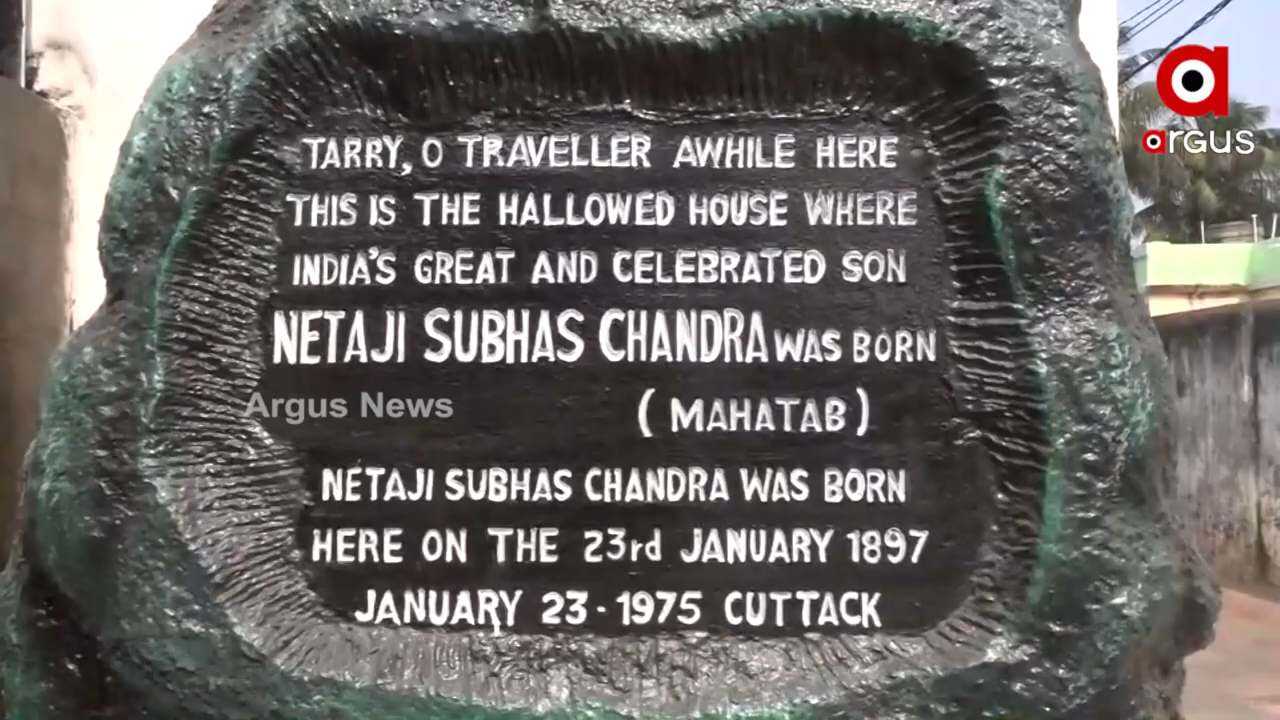 argus
TARRY, O TRAVELLER AWHILE HERE
THIS IS THE HALLOWED HOUSE WHERE
INDIA'S GREAT AND CELEBRATED SON
NETAJI SUBHAS CHANDRA WAS BORN
Argus News
(MAHATAB)
NETAJI SUBHAS CHANDRA WAS BORN
HERE ON THE 23rd JANUARY 1897
JANUARY 23-1975 CUTTACK